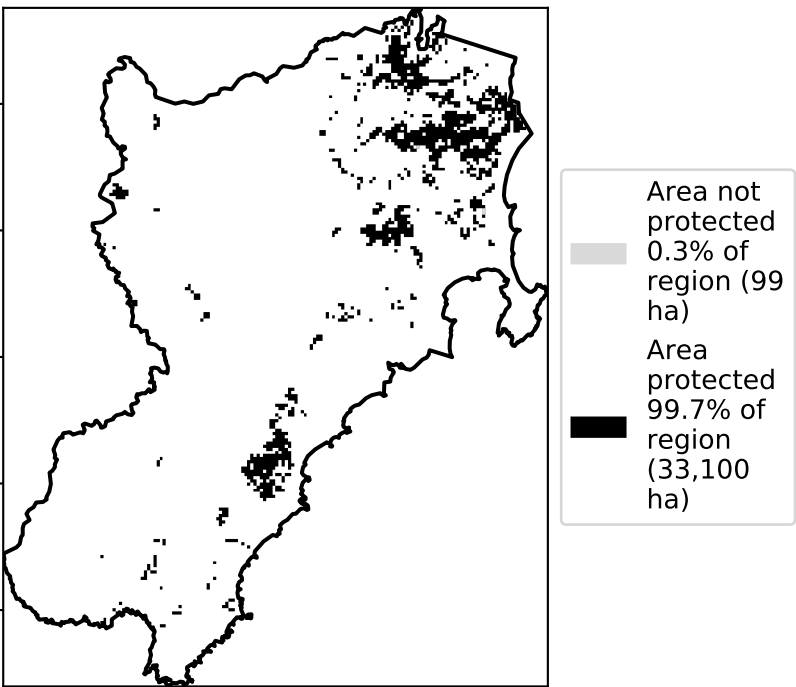 Area not
protected
0.3% of
region (99
ha)
Area
protected
99.7% of
region
(33,100
ha)